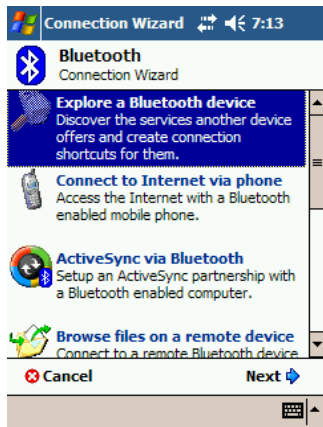 Connection Wizard 7:13
Bluetooth
Connection Wizard
Explore a Bluetooth device
Discover the services another device
offers and create connection
shortcuts for them.
Connect to Internet via phone
Access the Internet with a Bluetooth
enabled mobile phone.
ActiveSync via Bluetooth
Setup an ActiveSync partnership with
a Bluetooth enabled computer.
Browse files on a remote device
Connect to a remote Bluetooth device
Cancel Next